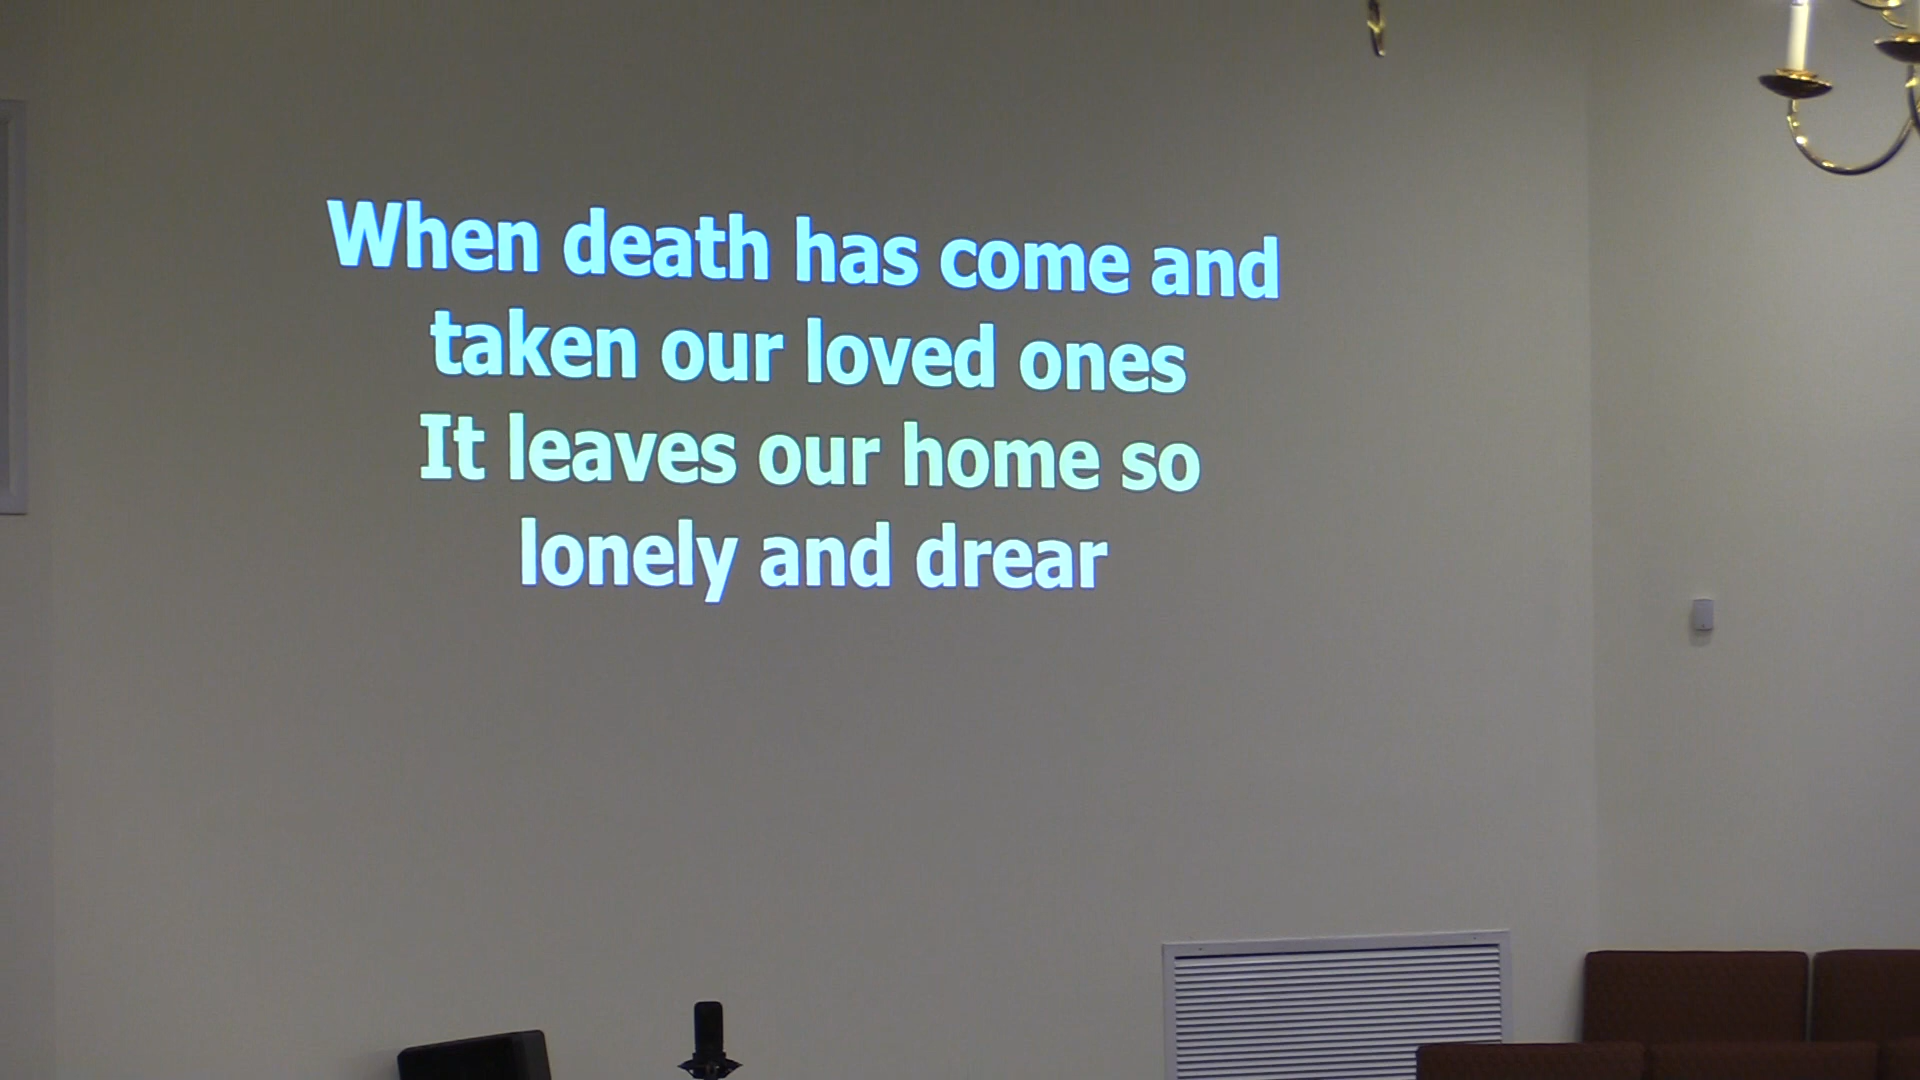 When death has come and
taken our loved ones
It leaves our home so
lonely and drear